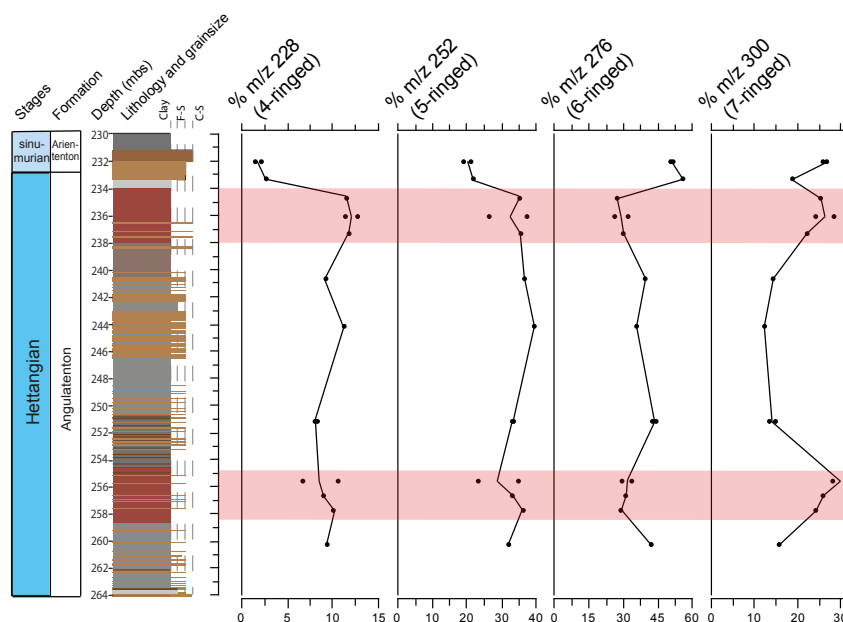 Stages
Formation
Depth (mbs)
Lithology and grainsize
Clay
F-S
C-S
% m/z 228
(4-ringed)
% m/z 252
(5-ringed)
% m/z 276
(6-ringed)
% m/z 300
(7-ringed)
sinu-
murian
Arien-
tenton
Hettangian
Angulatenton
230
232
234
236
238
240
242
244
246
248
250
252
254
256
258
260
262
264
0 5 10 15
0 10 20 30 40
0 15 30 45 60
0 10 20 30